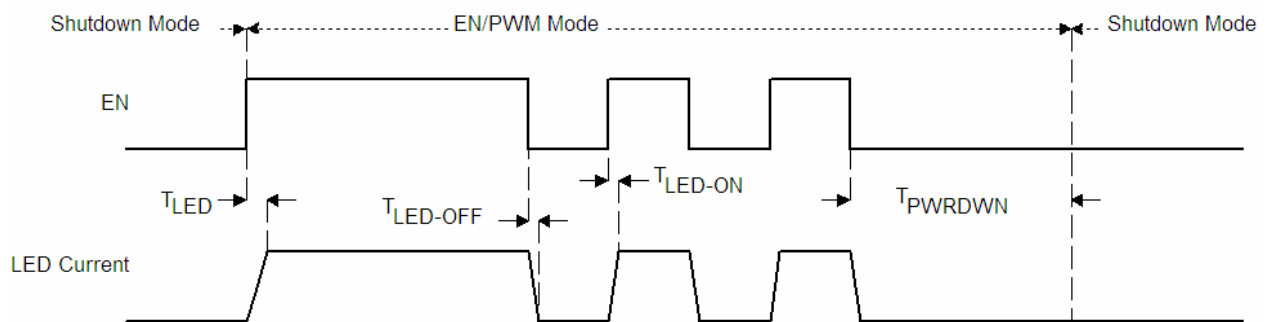 Shutdown Mode EN/PWM Mode Shutdown Mode
EN
TLED TLED-OFF TLED-ON TPWRDWN
LED Current